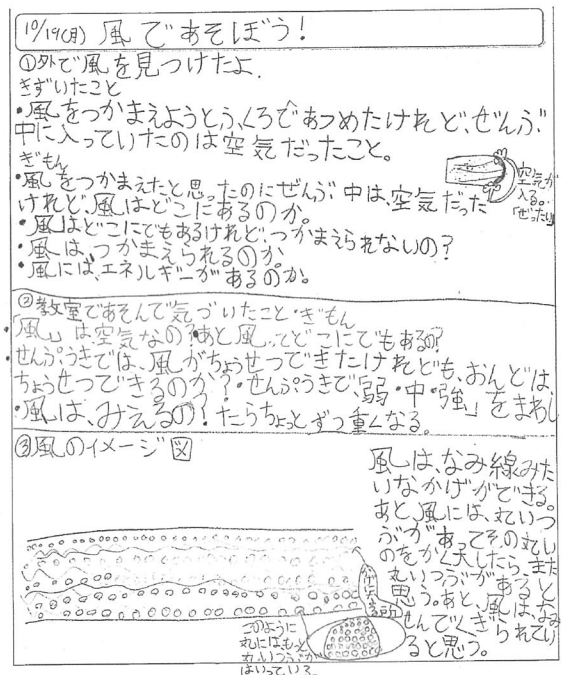 10/19(月) 風であそぼう!
①外で風を見つけたよ.
きずいたこと
・風をつかまえようとふくろであつめたけれど、ぜんぶ
中に入っていたのは空気だったこと。
ぎもん
・風をつかまえたと思ったのにぜんぶ中は、空気だった
けれど、風はどこにあるのか。
・風はどこにでもあるけれど、つかまえられないの?
・風は、つかまえられるのか。
・風には、エネルギーがあるのか。
空気が
入る。
「ぜったい」
②教室であそんで気づいたこと・ぎもん
・「風」は空気なの?・あと風ってどこにでもあるの?
・せんぷうきでは、風がちょうせつできたけれども、おんどは、
ちょうせつできるのか?・せんぷうきで、「弱・中・強」をまわし
・風は、みえるの?たらちょっとずつ重くなる。
③風のイメージ図
風は、なみ線みた
いなかげができる。
あと、風には、丸いつ
ぶがあってその丸い
のをかく大したら、また
丸いつぶがあると
思う。あと、風は、なみ
せんでくぎられてい
ると思う。
このように
丸には、もっと
丸いつぶが
はいっている。